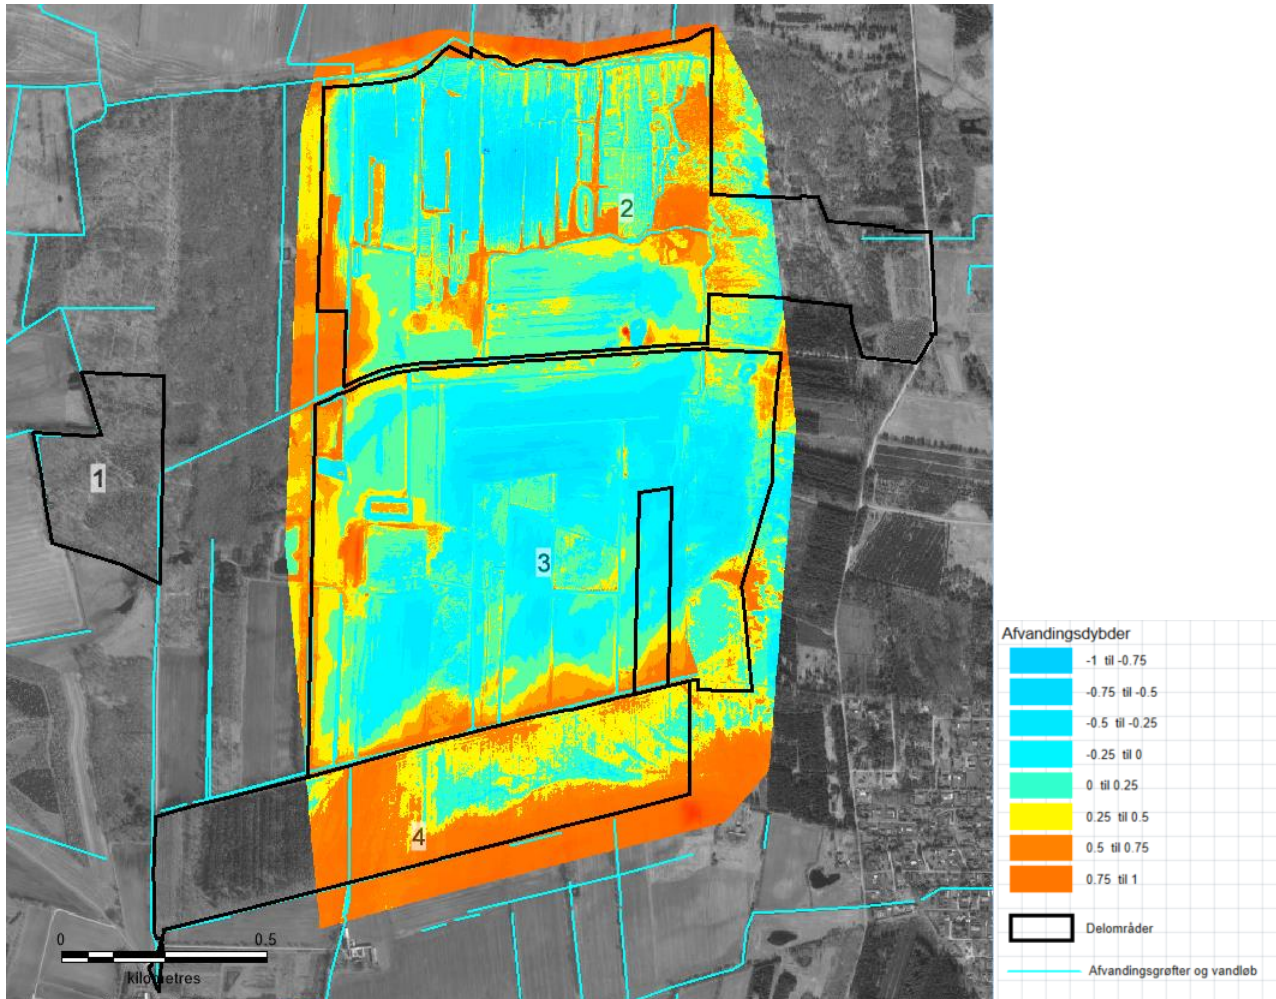 2
1
3
4
0 0.5
kilometres
Afvandingsdybder
-1 til -0.75
-0.75 til -0.5
-0.5 til -0.25
-0.25 til 0
0 til 0.25
0.25 til 0.5
0.5 til 0.75
0.75 til 1
Delområder
Afvandingsgrøfter og vandløb